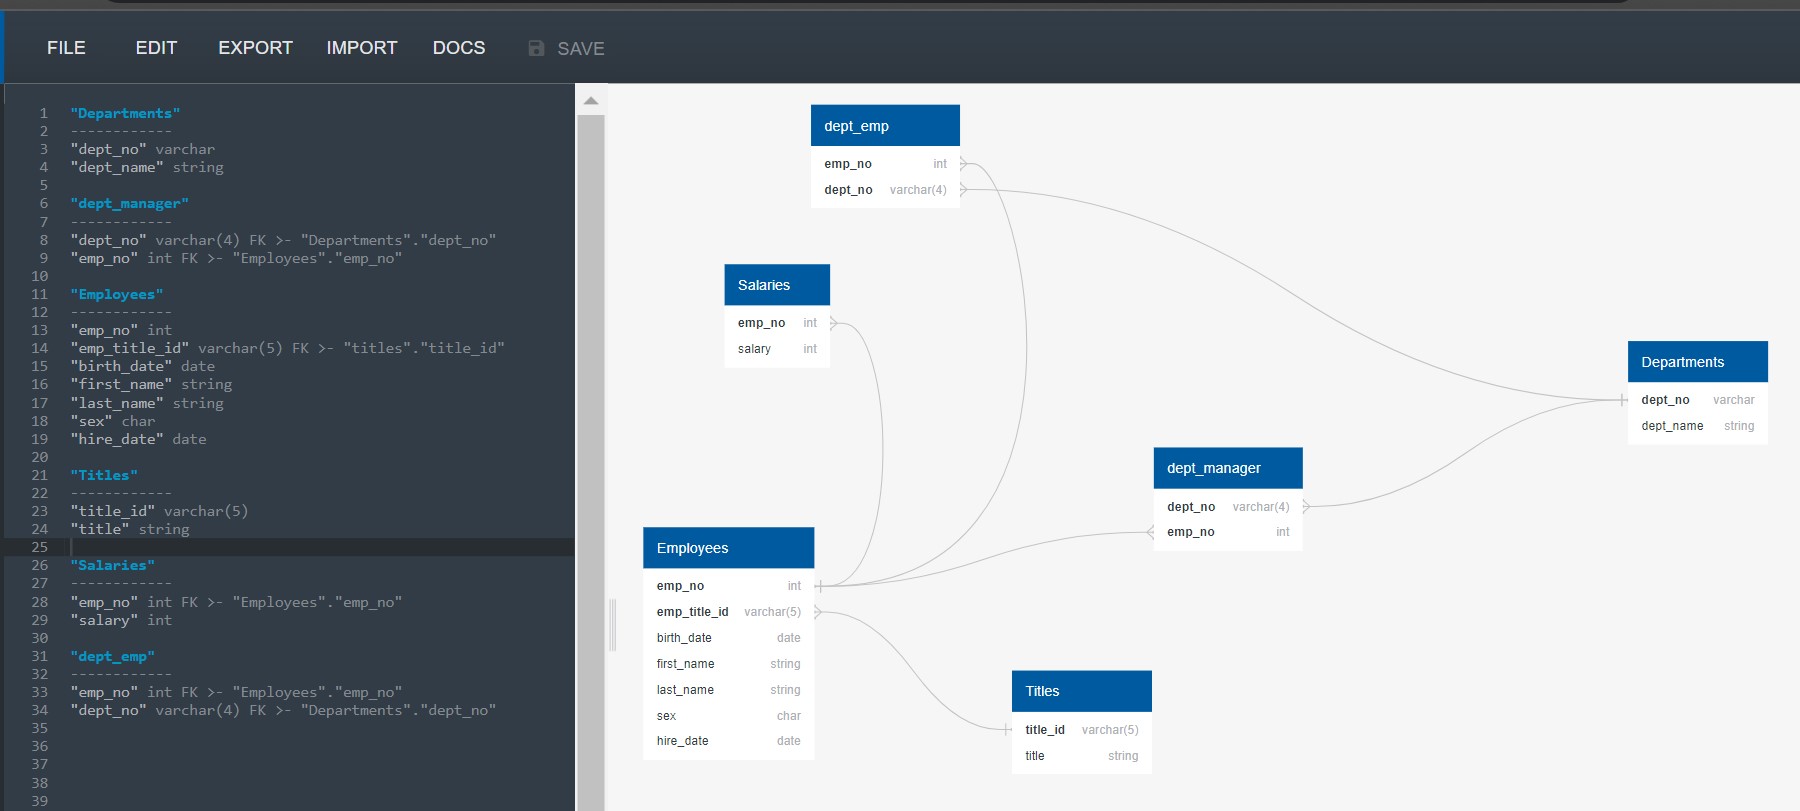 FILE EDIT EXPORT IMPORT DOCS SAVE
1 "Departments"
2 ------------
3 "dept_no" varchar
4 "dept_name" string
5
6 "dept_manager"
7 ------------
8 "dept_no" varchar(4) FK >- "Departments"."dept_no"
9 "emp_no" int FK >- "Employees"."emp_no"
10
11 "Employees"
12 ------------
13 "emp_no" int
14 "emp_title_id" varchar(5) FK >- "titles"."title_id"
15 "birth_date" date
16 "first_name" string
17 "last_name" string
18 "sex" char
19 "hire_date" date
20
21 "Titles"
22 ------------
23 "title_id" varchar(5)
24 "title" string
25
26 "Salaries"
27 ------------
28 "emp_no" int FK >- "Employees"."emp_no"
29 "salary" int
30
31 "dept_emp"
32 ------------
33 "emp_no" int FK >- "Employees"."emp_no"
34 "dept_no" varchar(4) FK >- "Departments"."dept_no"
35
36
37
38
39
dept_emp
emp_no int
dept_no varchar(4)
Salaries
emp_no int
salary int
Departments
dept_no varchar
dept_name string
dept_manager
dept_no varchar(4)
emp_no int
Employees
emp_no int
emp_title_id varchar(5)
birth_date date
first_name string
last_name string
sex char
hire_date date
Titles
title_id varchar(5)
title string